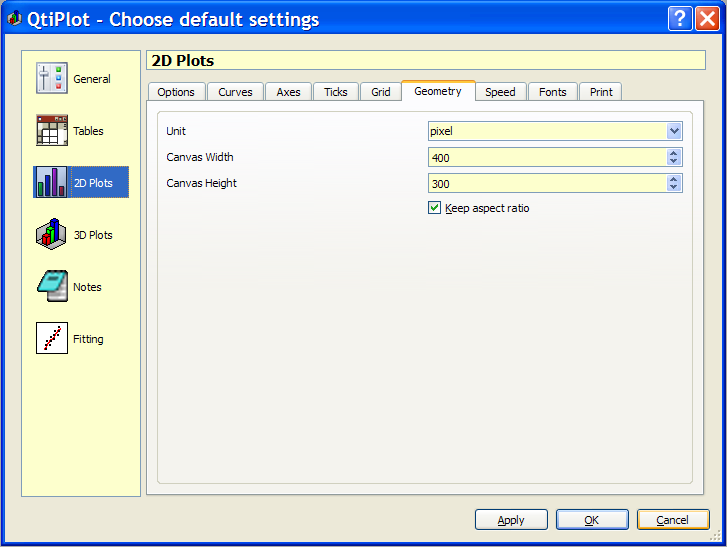 QtiPlot - Choose default settings
General
Tables
2D Plots
3D Plots
Notes
Fitting
2D Plots
Options Curves Axes Ticks Grid Geometry Speed Fonts Print
Unit pixel
Canvas Width 400
Canvas Height 300
Keep aspect ratio
Apply OK Cancel